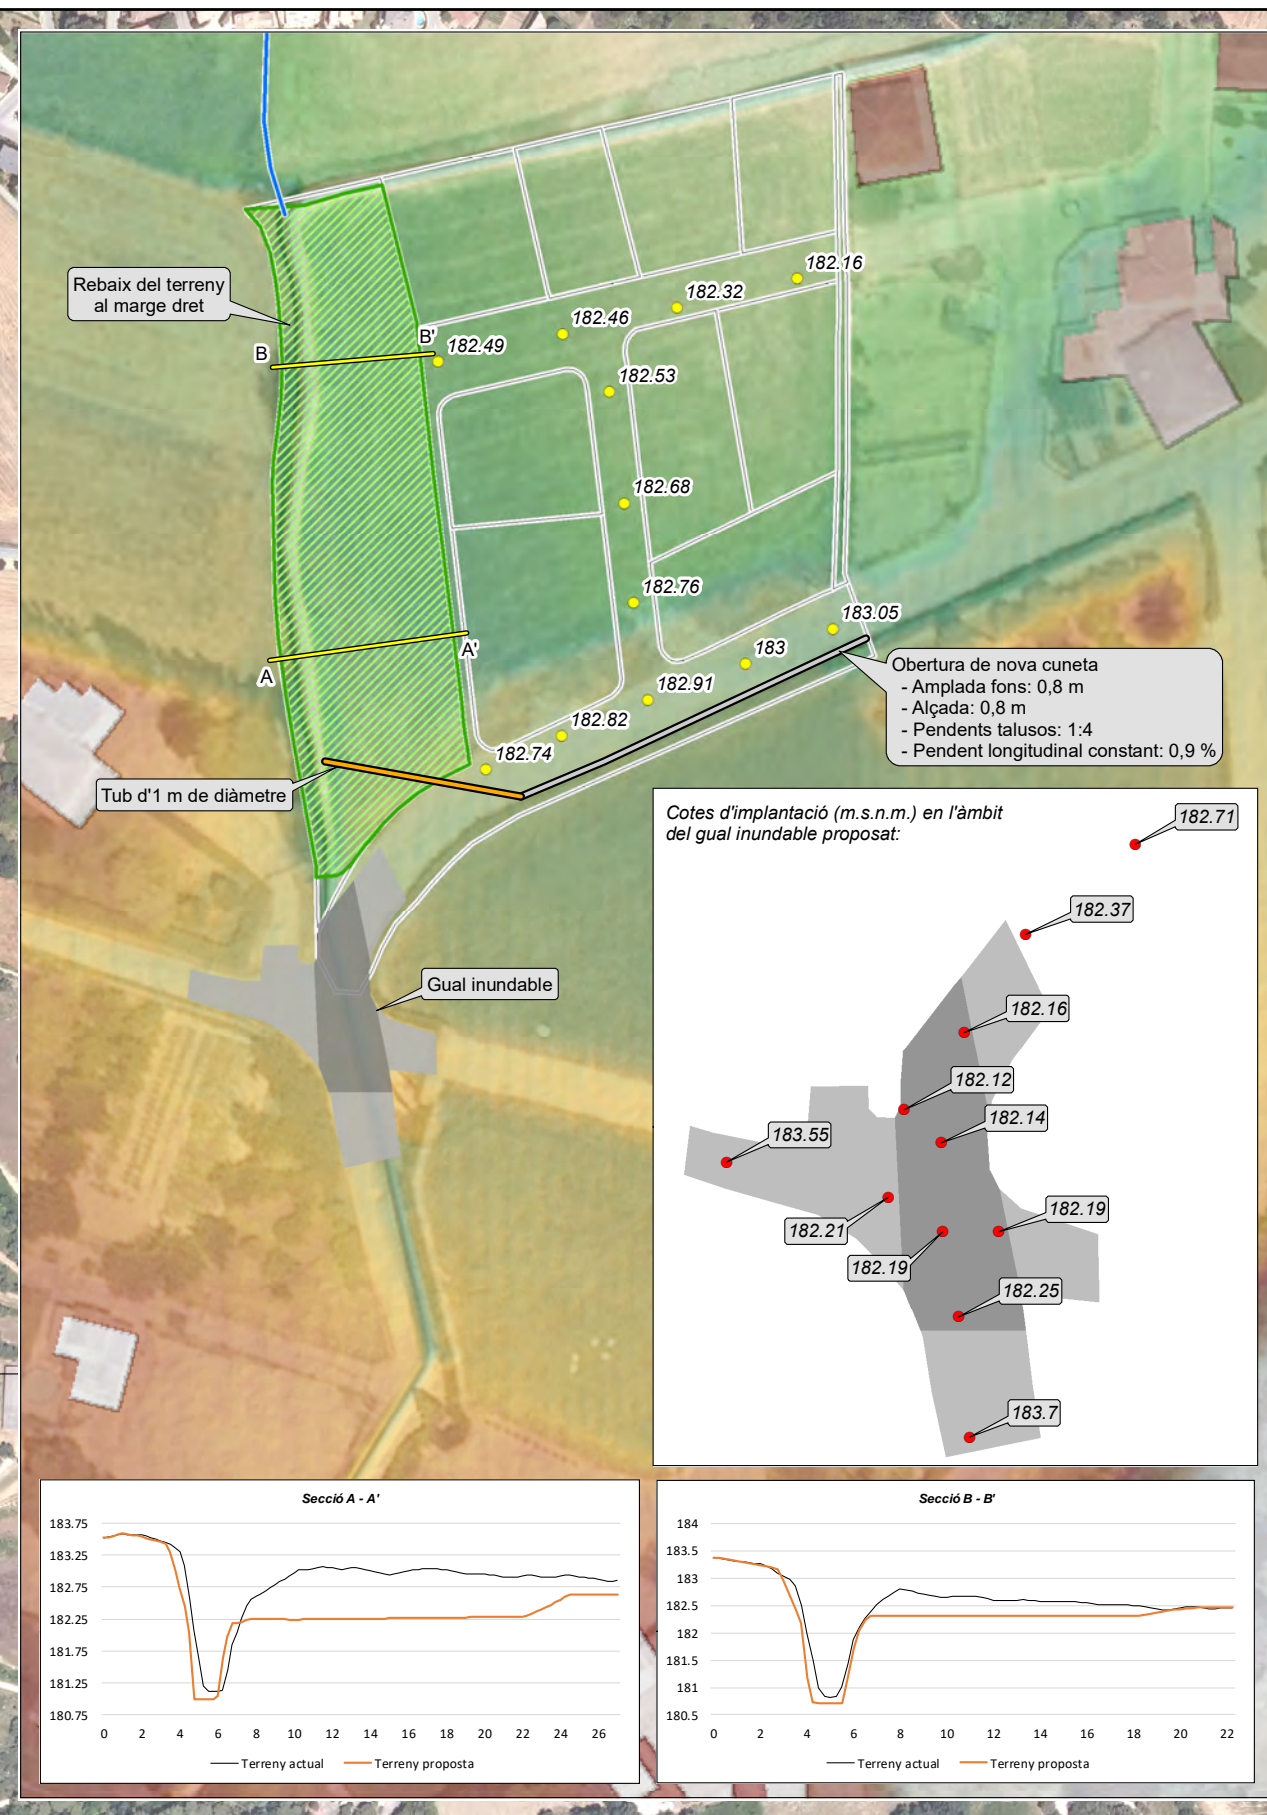 182.16
182.32
182.46
182.49
182.53
Rebaix del terreny
al marge dret
B
B'
182.68
182.76
183.05
183
182.91
182.82
182.74
A
A'
Obertura de nova cuneta
- Amplada fons: 0,8 m
- Alçada: 0,8 m
- Pendents talusos: 1:4
- Pendent longitudinal constant: 0,9 %
Tub d'1 m de diàmetre
Gual inundable
Cotes d'implantació (m.s.n.m.) en l'àmbit
del gual inundable proposat:
182.71
182.37
182.16
182.12
182.14
183.55
182.19
182.21
182.19
182.25
183.7
Secció A - A'
183.75
183.25
182.75
182.25
181.75
181.25
180.75
0 2 4 6 8 10 12 14 16 18 20 22 24 26
Terreny actual Terreny proposta
Secció B - B'
184
183.5
183
182.5
182
181.5
181
180.5
0 2 4 6 8 10 12 14 16 18 20 22
Terreny actual Terreny proposta